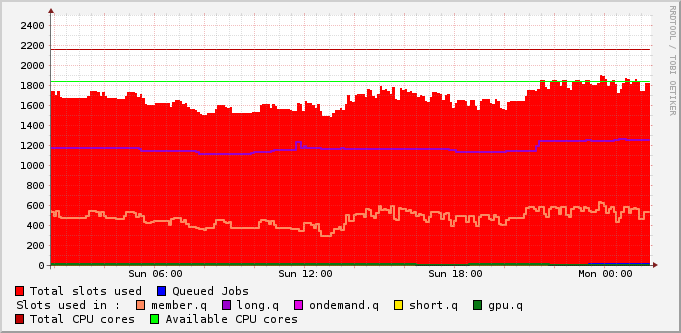 2400
2200
2000
1800
1600
1400
1200
1000
800
600
400
200
0
Sun 06:00 Sun 12:00 Sun 18:00 Mon 00:00
RRDTOOL / TOBI OETIKER
Total slots used Queued Jobs
Slots used in : member.q long.q ondemand.q short.q gpu.q
Total CPU cores Available CPU cores